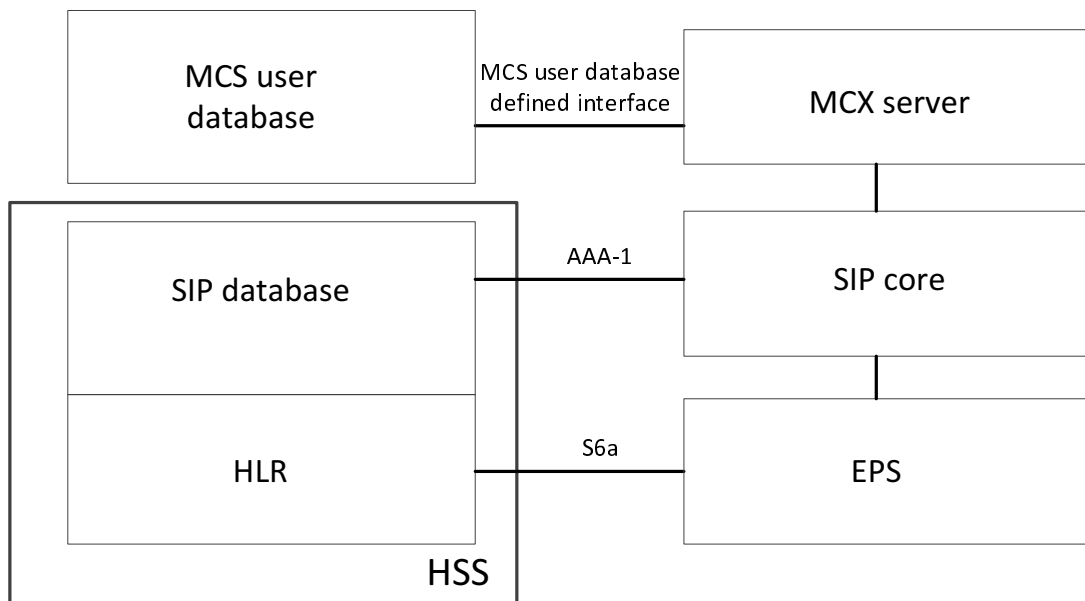 MCS user
database
MCS user database
defined interface
MCX server
SIP database
AAA-1
SIP core
HLR
S6a
EPS
HSS